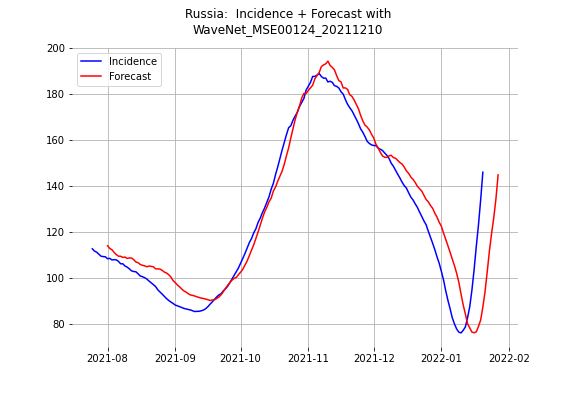 Russia:  Incidence + Forecast with
WaveNet_MSE00124_20211210
Incidence
Forecast
200
180
160
140
120
100
80
2021-08 2021-09 2021-10 2021-11 2021-12 2022-01 2022-02